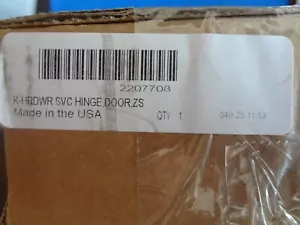 2207708
K-HRDWR SVC HINGE DOOR,ZS
Made in the USA
QTY 1